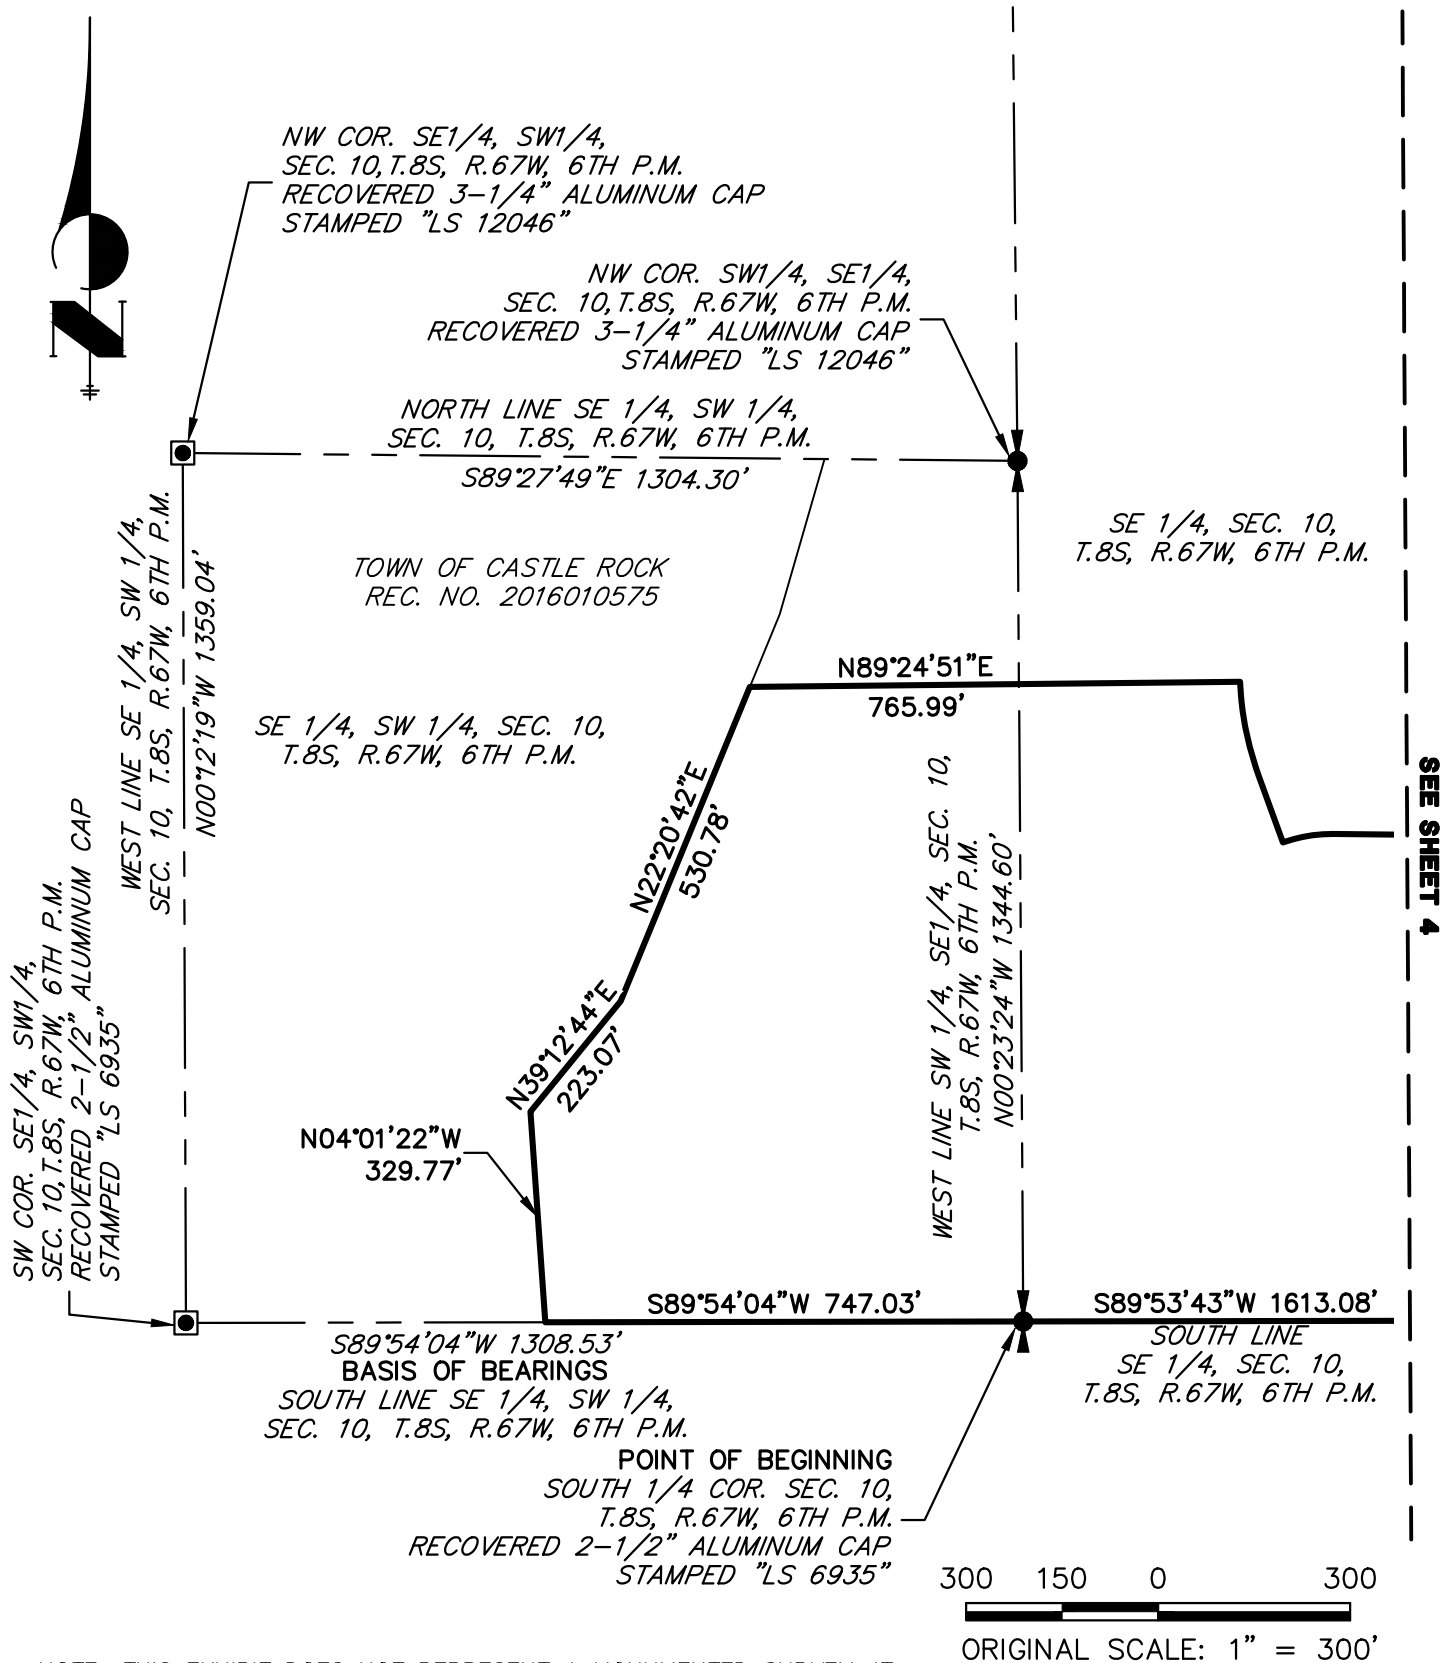 NW COR. SE1/4, SW1/4,
SEC. 10,T.8S, R.67W, 6TH P.M.
RECOVERED 3-1/4" ALUMINUM CAP
STAMPED "LS 12046"
NW COR. SW1/4, SE1/4,
SEC. 10,T.8S, R.67W, 6TH P.M.
RECOVERED 3-1/4" ALUMINUM CAP
STAMPED "LS 12046"
N
NORTH LINE SE 1/4, SW 1/4,
SEC. 10, T.8S, R.67W, 6TH P.M.
S89°27'49"E 1304.30'
WEST LINE SE 1/4, SW 1/4,
SEC. 10, T.8S, R.67W, 6TH P.M.
N00°12'19"W 1359.04'
TOWN OF CASTLE ROCK
REC. NO. 2016010575
SE 1/4, SEC. 10,
T.8S, R.67W, 6TH P.M.
SE 1/4, SW 1/4, SEC. 10,
T.8S, R.67W, 6TH P.M.
N89°24'51"E
765.99'
N22°20'42"E
530.78'
WEST LINE SW 1/4, SE1/4, SEC. 10,
T.8S, R.67W, 6TH P.M.
N00°23'24"W 1344.60'
SEE SHEET 4
SW COR. SE1/4, SW1/4,
SEC. 10,T.8S, R.67W, 6TH P.M.
RECOVERED 2-1/2" ALUMINUM CAP
STAMPED "LS 6935"
N39°12'44"E
223.07'
N04°01'22"W
329.77'
S89°54'04"W 747.03'
S89°53'43"W 1613.08'
SOUTH LINE
SE 1/4, SEC. 10,
T.8S, R.67W, 6TH P.M.
S89°54'04"W 1308.53'
BASIS OF BEARINGS
SOUTH LINE SE 1/4, SW 1/4,
SEC. 10, T.8S, R.67W, 6TH P.M.
POINT OF BEGINNING
SOUTH 1/4 COR. SEC. 10,
T.8S, R.67W, 6TH P.M.
RECOVERED 2-1/2" ALUMINUM CAP
STAMPED "LS 6935"
300 150 0 300
ORIGINAL SCALE: 1" = 300'